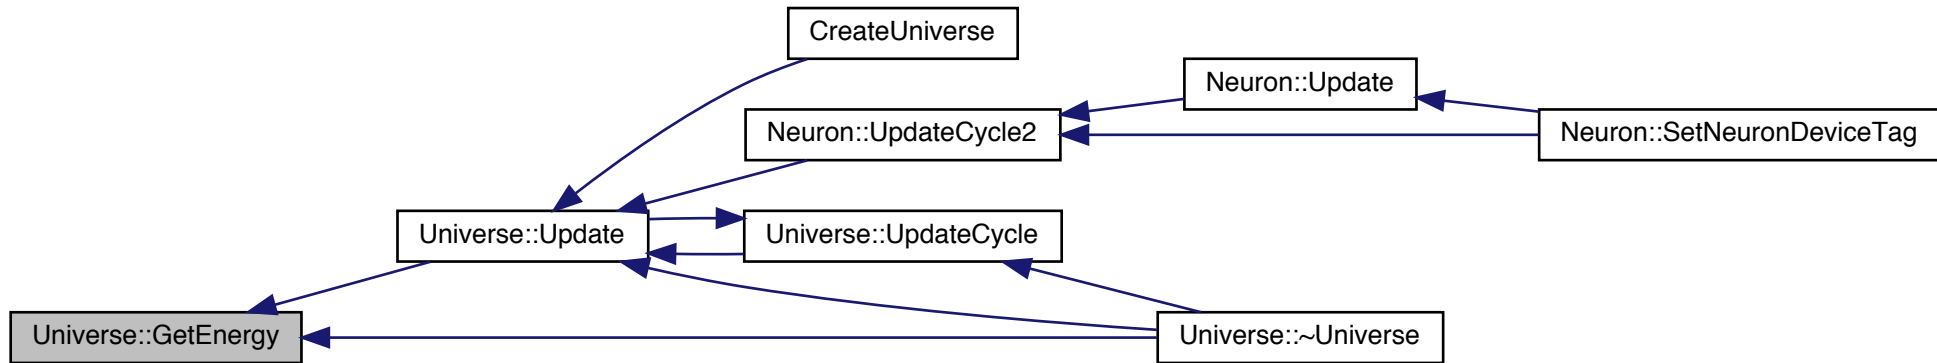 CreateUniverse
Neuron::Update
Neuron::UpdateCycle2
Neuron::SetNeuronDeviceTag
Universe::Update
Universe::UpdateCycle
Universe::GetEnergy
Universe::~Universe